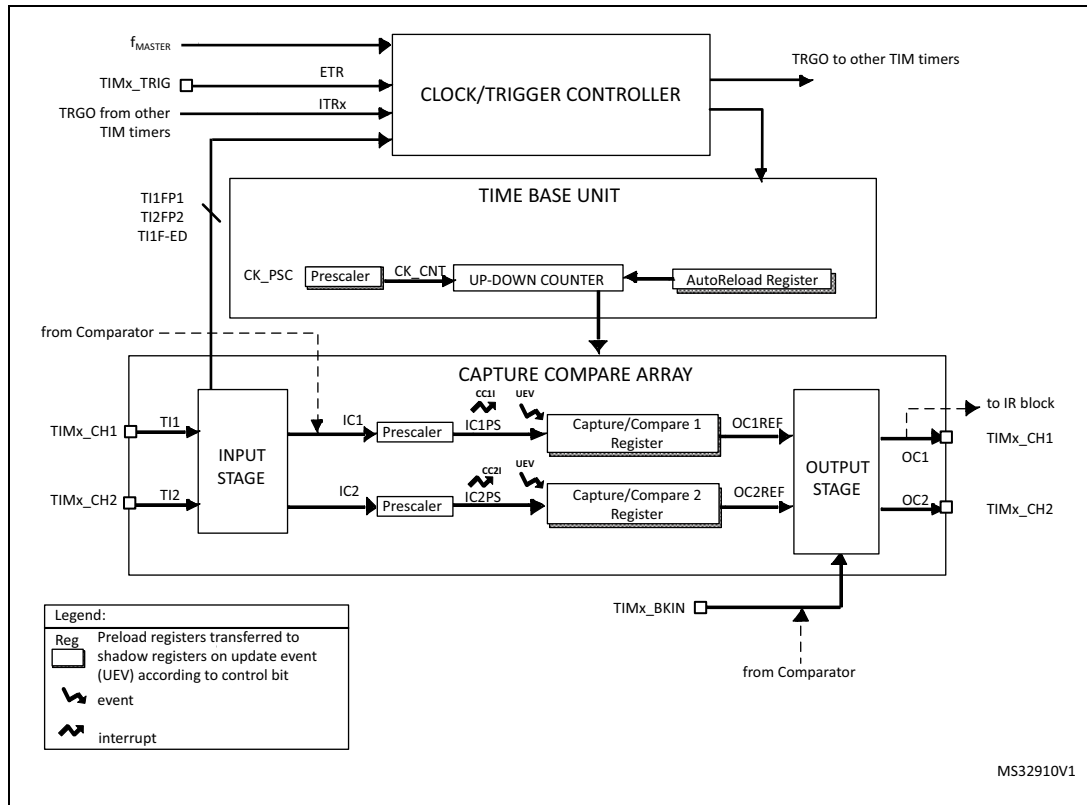 fMASTER
TIMx_TRIG
ETR
TRGO from other
TIM timers
ITRx
CLOCK/TRIGGER CONTROLLER
TRGO to other TIM timers
TI1FP1
TI2FP2
TI1F-ED
TIME BASE UNIT
CK_PSC
Prescaler
CK_CNT
UP-DOWN COUNTER
AutoReload Register
from Comparator
CAPTURE COMPARE ARRAY
TIMx_CH1
TI1
TIMx_CH2
TI2
INPUT
STAGE
IC1
Prescaler
CC1I
IC1PS
UEV
Capture/Compare 1
Register
OC1REF
IC2
Prescaler
CC2I
IC2PS
UEV
Capture/Compare 2
Register
OC2REF
OUTPUT
STAGE
to IR block
OC1
TIMx_CH1
OC2
TIMx_CH2
TIMx_BKIN
from Comparator
Legend:
Reg
Preload registers transferred to
shadow registers on update event
(UEV) according to control bit
event
interrupt
MS32910V1